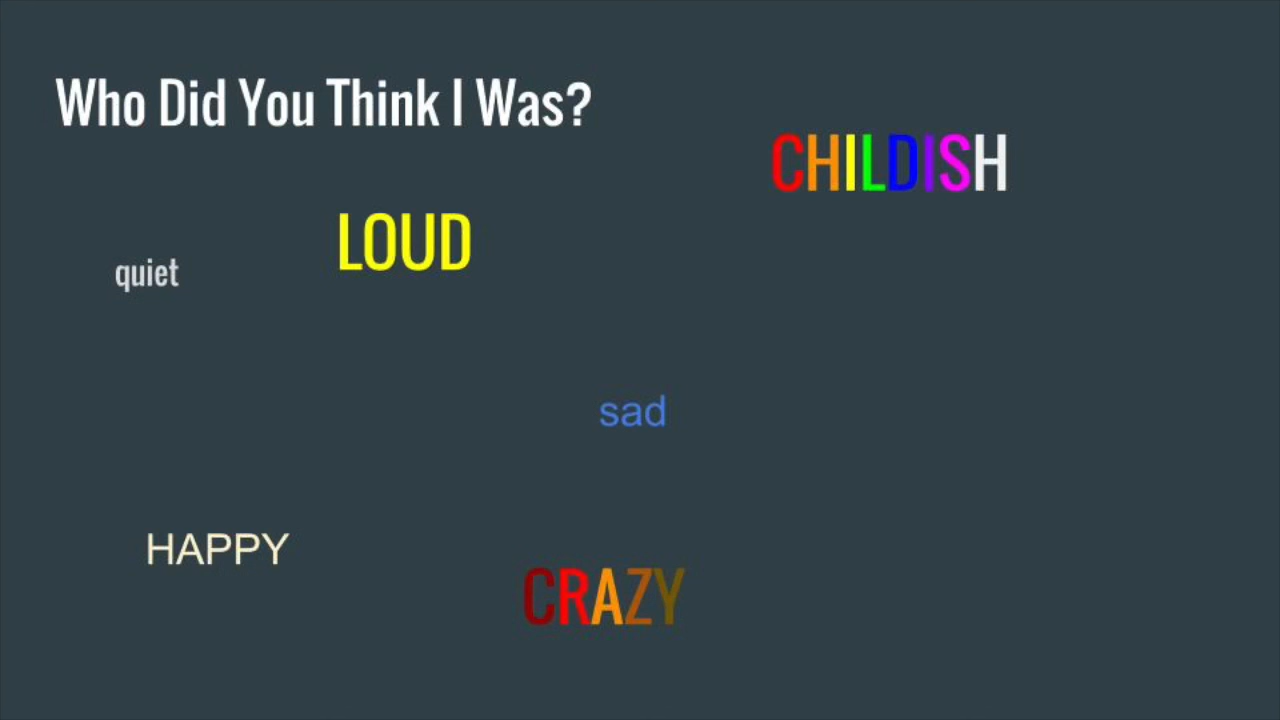 Who Did You Think I Was?
CHILDISH
LOUD
quiet
sad
HAPPY
CRAZY